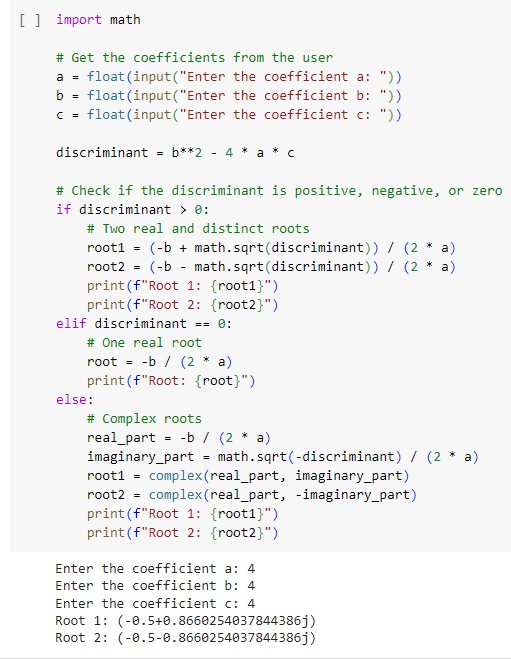 [ ] import math

# Get the coefficients from the user
a = float(input("Enter the coefficient a: "))
b = float(input("Enter the coefficient b: "))
c = float(input("Enter the coefficient c: "))

discriminant = b**2 - 4 * a * c

# Check if the discriminant is positive, negative, or zero
if discriminant > 0:
    # Two real and distinct roots
    root1 = (-b + math.sqrt(discriminant)) / (2 * a)
    root2 = (-b - math.sqrt(discriminant)) / (2 * a)
    print(f"Root 1: {root1}")
    print(f"Root 2: {root2}")
elif discriminant == 0:
    # One real root
    root = -b / (2 * a)
    print(f"Root: {root}")
else:
    # Complex roots
    real_part = -b / (2 * a)
    imaginary_part = math.sqrt(-discriminant) / (2 * a)
    root1 = complex(real_part, imaginary_part)
    root2 = complex(real_part, -imaginary_part)
    print(f"Root 1: {root1}")
    print(f"Root 2: {root2}")

Enter the coefficient a: 4
Enter the coefficient b: 4
Enter the coefficient c: 4
Root 1: (-0.5+0.8660254037844386j)
Root 2: (-0.5-0.8660254037844386j)